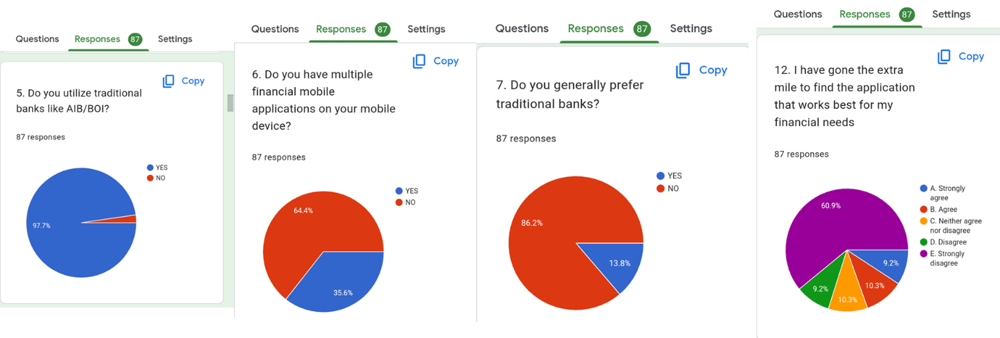 Questions
Responses 87
Settings
Copy
5. Do you utilize traditional
banks like AIB/BOI?
87 responses
YES
NO
97.7%
Questions
Responses 87
Settings
Copy
6. Do you have multiple
financial mobile
applications on your mobile
device?
87 responses
YES
NO
64.4%
35.6%
Questions
Responses 87
Settings
Copy
7. Do you generally prefer
traditional banks?
87 responses
YES
NO
86.2%
13.8%
Questions
Responses 87
Settings
Copy
12. I have gone the extra
mile to find the application
that works best for my
financial needs
87 responses
A. Strongly
agree
B. Agree
C. Neither agree
nor disagree
D. Disagree
E. Strongly
disagree
60.9%
9.2%
10.3%
10.3%
9.2%